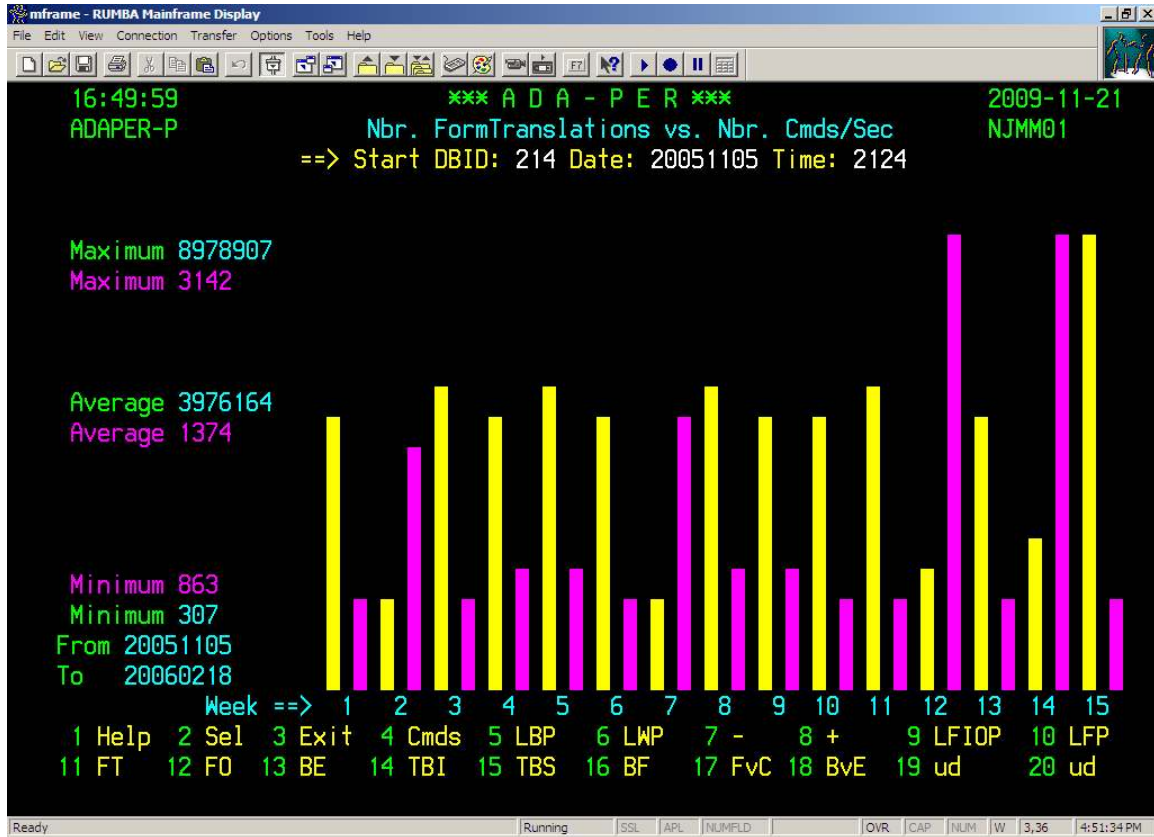 mframe - RUMBA Mainframe Display
File Edit View Connection Transfer Options Tools Help
F7
16:49:59 *** A D A - P E R *** 2009-11-21
ADAPER-P Nbr. FormTranslations vs. Nbr. Cmds/Sec NJMM01
==> Start DBID: 214 Date: 20051105 Time: 2124
Maximum 8978907
Maximum 3142
Average 3976164
Average 1374
Minimum 863
Minimum 307
From 20051105
To 20060218
Week ==> 1 2 3 4 5 6 7 8 9 10 11 12 13 14 15
1 Help 2 Sel 3 Exit 4 Cmds 5 LBP 6 LWP 7 - 8 + 9 LFIOP 10 LFP
11 FT 12 FO 13 BE 14 TBI 15 TBS 16 BF 17 FvC 18 BvE 19 ud 20 ud
Ready Running SSL APL NUMFLD OVR CAP NUM W 3,36 4:51:34 PM